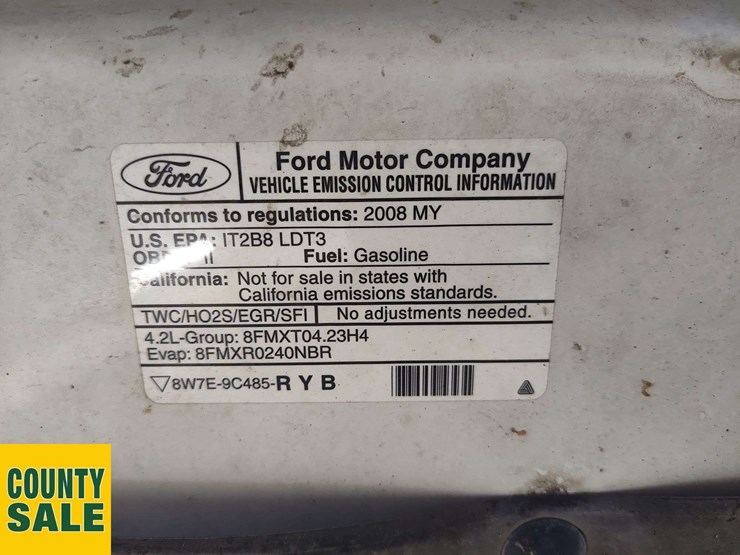 Ford
Ford Motor Company
VEHICLE EMISSION CONTROL INFORMATION
Conforms to regulations: 2008 MY
U.S. EPA: IT2B8 LDT3
II Fuel: Gasoline
California: Not for sale in states with
California emissions standards.
TWC/HO2S/EGR/SFI No adjustments needed.
4.2L-Group: 8FMXT04.23H4
Evap: 8FMXR0240NBR
8W7E-9C485-R Y B
COUNTY
SALE